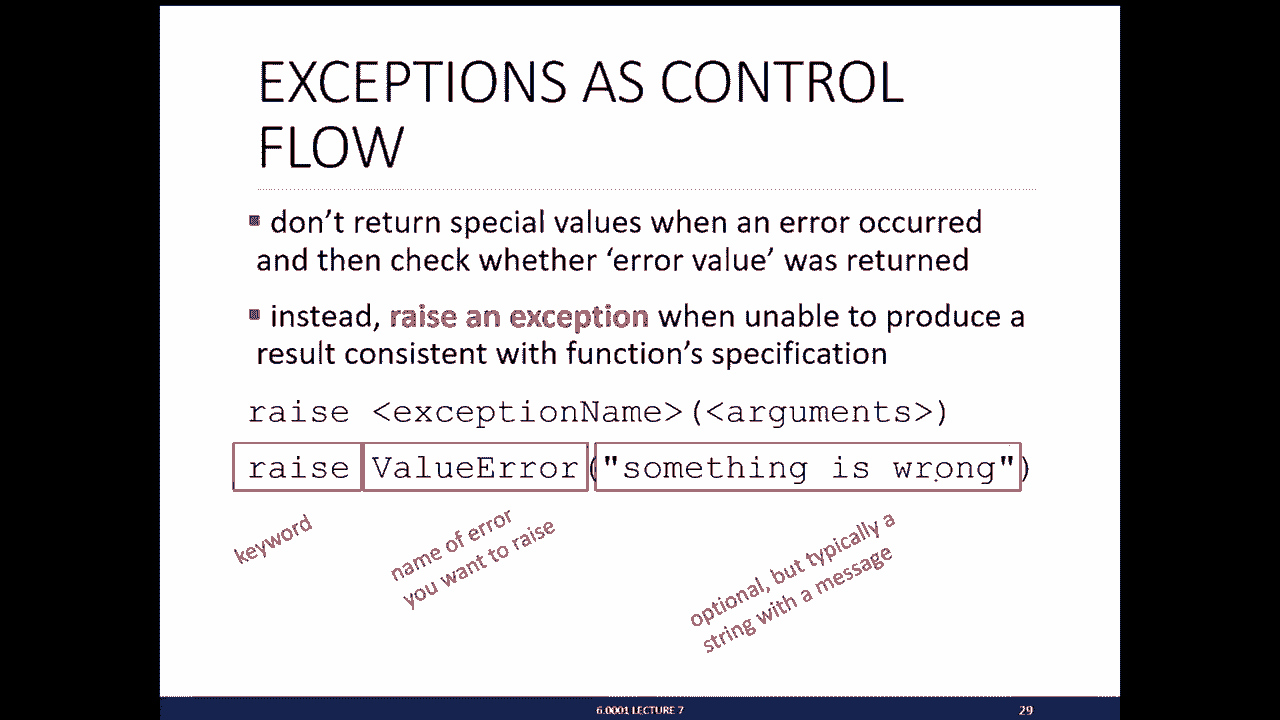 EXCEPTIONS AS CONTROL
FLOW
▪ don’t return special values when an error occurred
and then check whether ‘error value’ was returned
▪ instead, raise an exception when unable to produce a
result consistent with function’s specification
raise <exceptionName>(<arguments>)
raise ValueError("something is wrong")
keyword
name of error
you want to raise
optional, but typically a
string with a message
6.0001 LECTURE 7
29